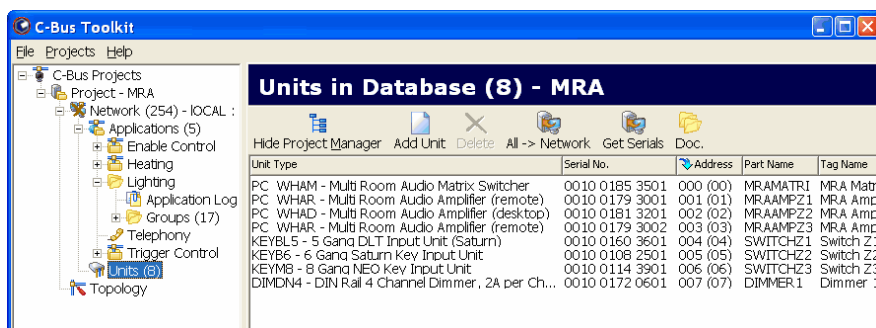 C-Bus Toolkit
File Projects Help
C-Bus Projects
Project - MRA
Network (254) - lOCAL :
Applications (5)
Enable Control
Heating
Lighting
Application Log
Groups (17)
Telephony
Trigger Control
Units (8)
Topology
Units in Database (8) - MRA
Hide Project Manager Add Unit Delete All -> Network Get Serials Doc.
Unit Type Serial No. Address Part Name Tag Name
PC_WHAM - Multi Room Audio Matrix Switcher 0010 0185 3501 000 (00) MRAMATRI MRA Matr
PC_WHAR - Multi Room Audio Amplifier (remote) 0010 0179 3001 001 (01) MRAAMPZ1 MRA Amp
PC_WHAD - Multi Room Audio Amplifier (desktop) 0010 0181 3201 002 (02) MRAAMPZ2 MRA Amp
PC_WHAR - Multi Room Audio Amplifier (remote) 0010 0179 3002 003 (03) MRAAMPZ3 MRA Amp
KEYBL5 - 5 Gang DLT Input Unit (Saturn) 0010 0160 3601 004 (04) SWITCHZ1 Switch Z1
KEYB6 - 6 Gang Saturn Key Input Unit 0010 0108 2501 005 (05) SWITCHZ2 Switch Z2
KEYM8 - 8 Gang NEO Key Input Unit 0010 0114 3901 006 (06) SWITCHZ3 Switch Z3
DIMDN4 - DIN Rail 4 Channel Dimmer, 2A per Ch... 0010 0172 0601 007 (07) DIMMER1 Dimmer 1